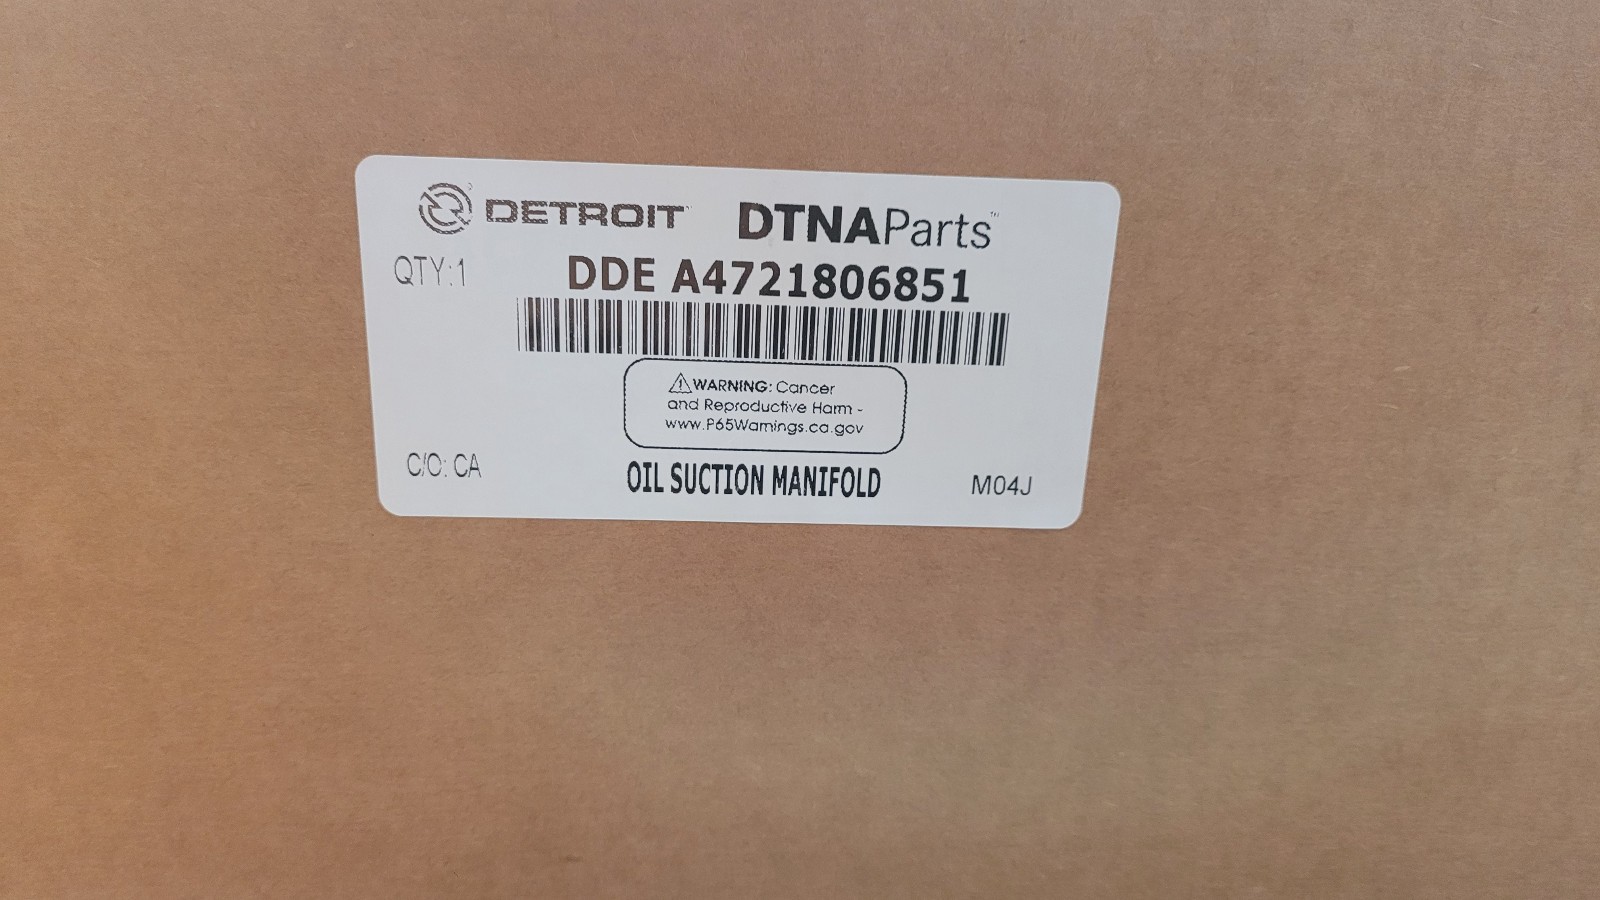 DETROIT DTNAParts™
QTY:1 DDE A4721806851
⚠WARNING: Cancer
and Reproductive Harm -
www.P65Warnings.ca.gov
C/O: CA OIL SUCTION MANIFOLD M04J